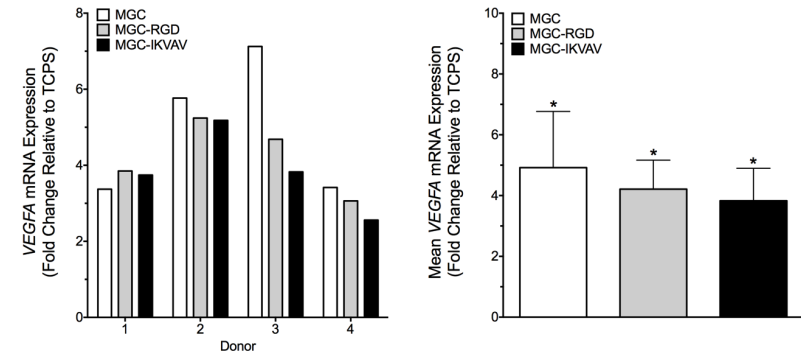 VEGFA mRNA Expression
(Fold Change Relative to TCPS)
8
6
4
2
0
MGC
MGC-RGD
MGC-IKVAV
1 2 3 4
Donor
Mean VEGFA mRNA Expression
(Fold Change Relative to TCPS)
10
8
6
4
2
0
MGC
MGC-RGD
MGC-IKVAV
* * *